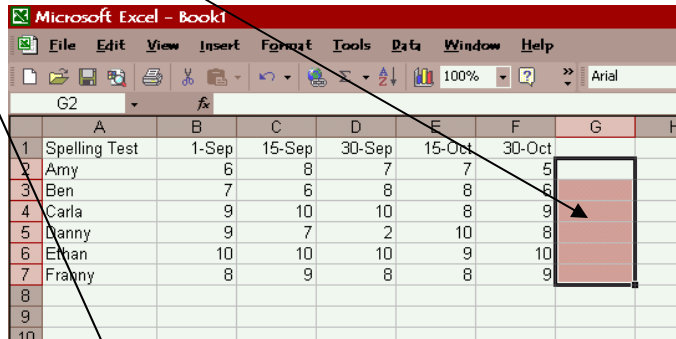 Microsoft Excel - Book1
File Edit View Insert Format Tools Data Window Help
Σ A Z 100% ? » Arial
G2 fx
A B C D E F G H
1 Spelling Test 1-Sep 15-Sep 30-Sep 15-Oct 30-Oct
2 Amy 6 8 7 7 5
3 Ben 7 6 8 8 6
4 Carla 9 10 10 8 9
5 Danny 9 7 2 10 8
6 Ethan 10 10 10 9 10
7 Franny 8 9 8 8 9
8
9
10